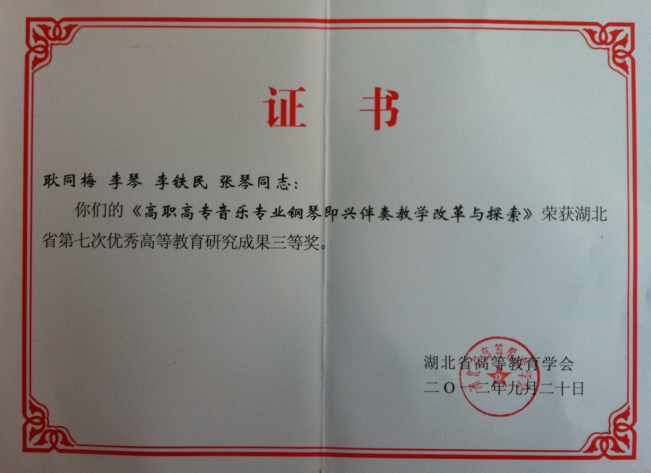 证书
耿同梅 李琴 李铁民 张琴同志：
你们的《高职高专音乐专业钢琴即兴伴奏教学改革与探索》荣获湖北
省第七次优秀高等教育研究成果三等奖。
湖北省高等教育学会
二〇一二年九月二十日